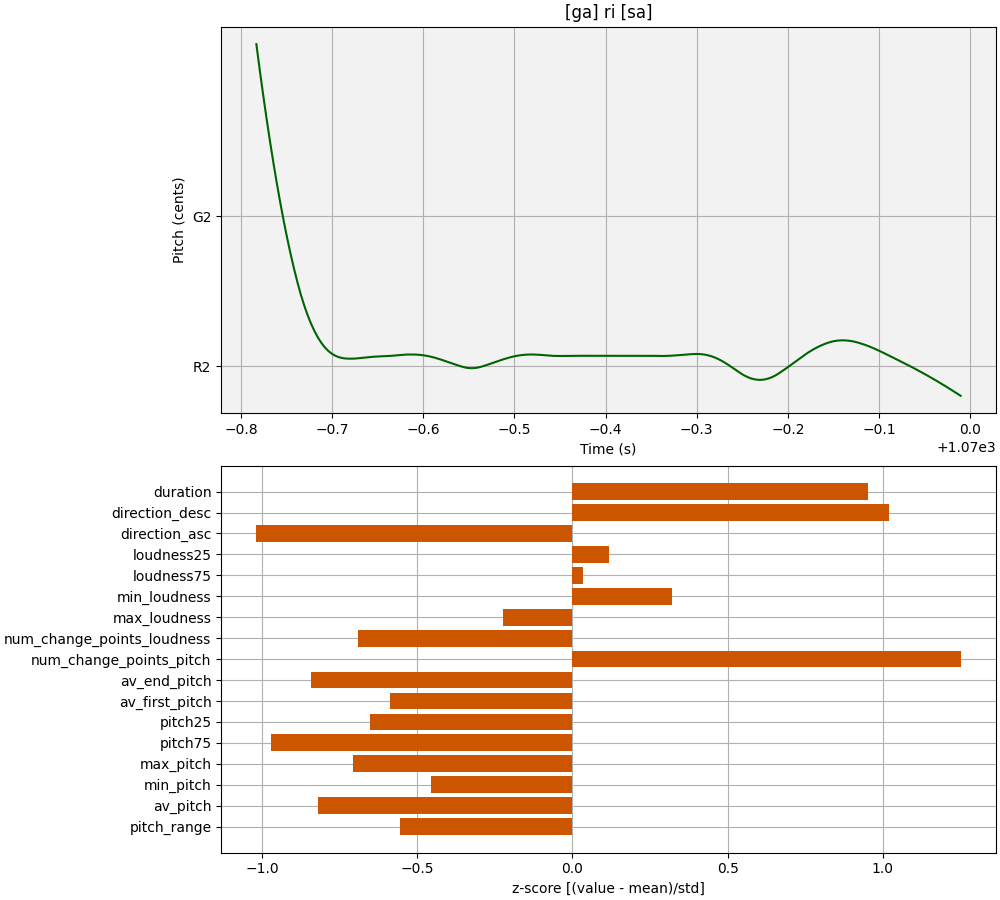 [ga] ri [sa]
Pitch (cents)
G2
R2
−0.8 −0.7 −0.6 −0.5 −0.4 −0.3 −0.2 −0.1 0.0
Time (s)
+1.07e3
duration
direction_desc
direction_asc
loudness25
loudness75
min_loudness
max_loudness
num_change_points_loudness
num_change_points_pitch
av_end_pitch
av_first_pitch
pitch25
pitch75
max_pitch
min_pitch
av_pitch
pitch_range
−1.0 −0.5 0.0 0.5 1.0
z-score [(value - mean)/std]